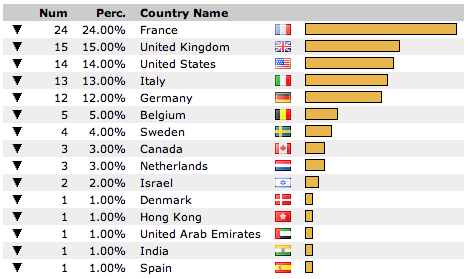 Num Perc. Country Name
24 24.00% France
15 15.00% United Kingdom
14 14.00% United States
13 13.00% Italy
12 12.00% Germany
5 5.00% Belgium
4 4.00% Sweden
3 3.00% Canada
3 3.00% Netherlands
2 2.00% Israel
1 1.00% Denmark
1 1.00% Hong Kong
1 1.00% United Arab Emirates
1 1.00% India
1 1.00% Spain